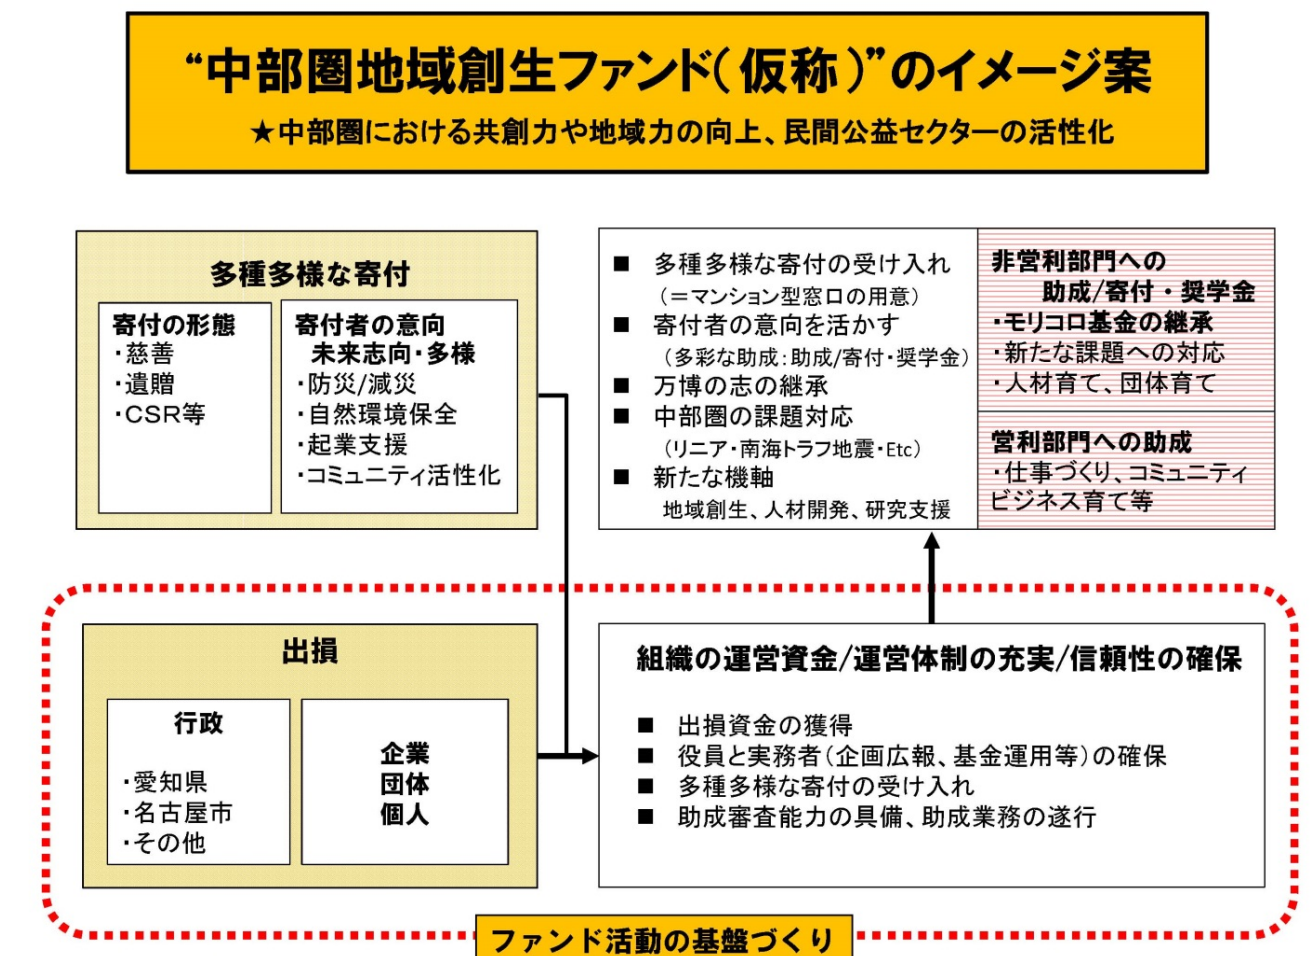 “中部圏地域創生ファンド（仮称）”のイメージ案
★中部圏における共創力や地域力の向上、民間公益セクターの活性化
多種多様な寄付
寄付の形態
・慈善
・遺贈
・CSR等
寄付者の意向
未来志向・多様
・防災/減災
・自然環境保全
・起業支援
・コミュニティ活性化
■ 多種多様な寄付の受け入れ
（＝マンション型窓口の用意）
■ 寄付者の意向を活かす
（多彩な助成：助成/寄付・奨学金）
■ 万博の志の継承
■ 中部圏の課題対応
（リニア・南海トラフ地震・Etc）
■ 新たな機軸
地域創生、人材開発、研究支援
非営利部門への
助成/寄付・奨学金
・モリコロ基金の継承
・新たな課題への対応
・人材育て、団体育て
営利部門への助成
・仕事づくり、コミュニティ
ビジネス育て等
出損
行政
・愛知県
・名古屋市
・その他
企業
団体
個人
組織の運営資金/運営体制の充実/信頼性の確保
■ 出損資金の獲得
■ 役員と実務者（企画広報、基金運用等）の確保
■ 多種多様な寄付の受け入れ
■ 助成審査能力の具備、助成業務の遂行
ファンド活動の基盤づくり